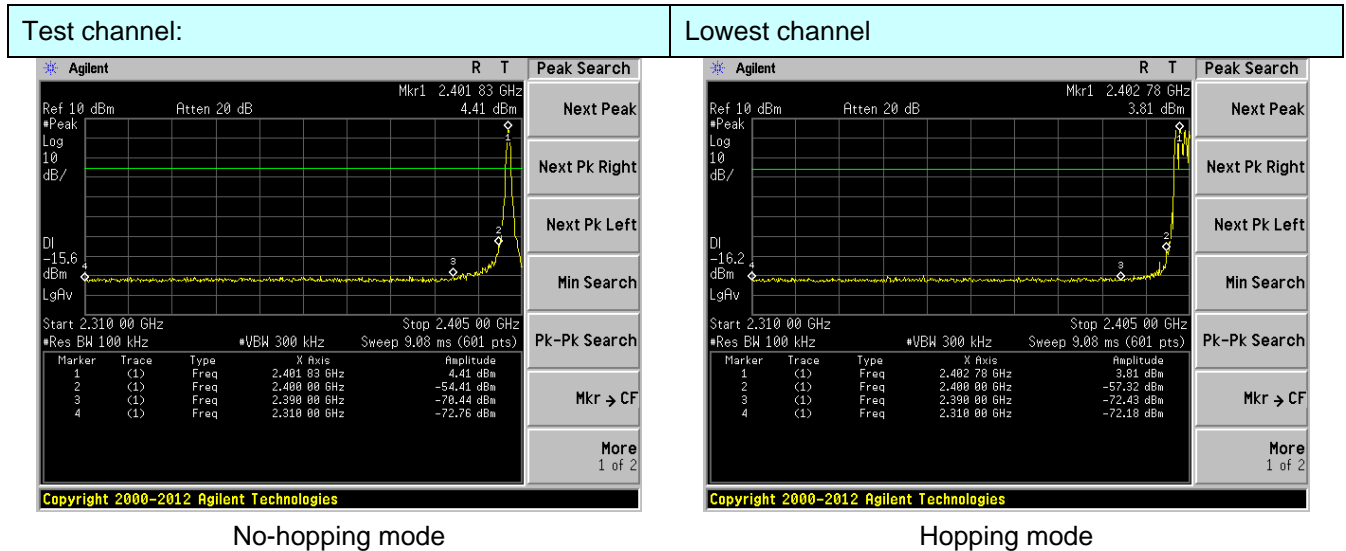 Test channel:
Lowest channel
Agilent R T Peak Search
Mkr1 2.401 83 GHz
Ref 10 dBm Atten 20 dB 4.41 dBm
#Peak
Log
10
dB/
DI
-15.6
dBm
LgAv
1
2
3
4
Start 2.310 00 GHz Stop 2.405 00 GHz
#Res BW 100 kHz #VBW 300 kHz Sweep 9.08 ms (601 pts)
Marker Trace Type X Axis Amplitude
1 (1) Freq 2.401 83 GHz 4.41 dBm
2 (1) Freq 2.400 00 GHz -54.41 dBm
3 (1) Freq 2.390 00 GHz -70.44 dBm
4 (1) Freq 2.310 00 GHz -72.76 dBm
Next Peak
Next Pk Right
Next Pk Left
Min Search
Pk-Pk Search
Mkr → CF
More
1 of 2
Copyright 2000-2012 Agilent Technologies
No-hopping mode
Agilent R T Peak Search
Mkr1 2.402 78 GHz
Ref 10 dBm Atten 20 dB 3.81 dBm
#Peak
Log
10
dB/
DI
-16.2
dBm
LgAv
1
2
3
4
Start 2.310 00 GHz Stop 2.405 00 GHz
#Res BW 100 kHz #VBW 300 kHz Sweep 9.08 ms (601 pts)
Marker Trace Type X Axis Amplitude
1 (1) Freq 2.402 78 GHz 3.81 dBm
2 (1) Freq 2.400 00 GHz -57.32 dBm
3 (1) Freq 2.390 00 GHz -72.43 dBm
4 (1) Freq 2.310 00 GHz -72.18 dBm
Next Peak
Next Pk Right
Next Pk Left
Min Search
Pk-Pk Search
Mkr → CF
More
1 of 2
Copyright 2000-2012 Agilent Technologies
Hopping mode